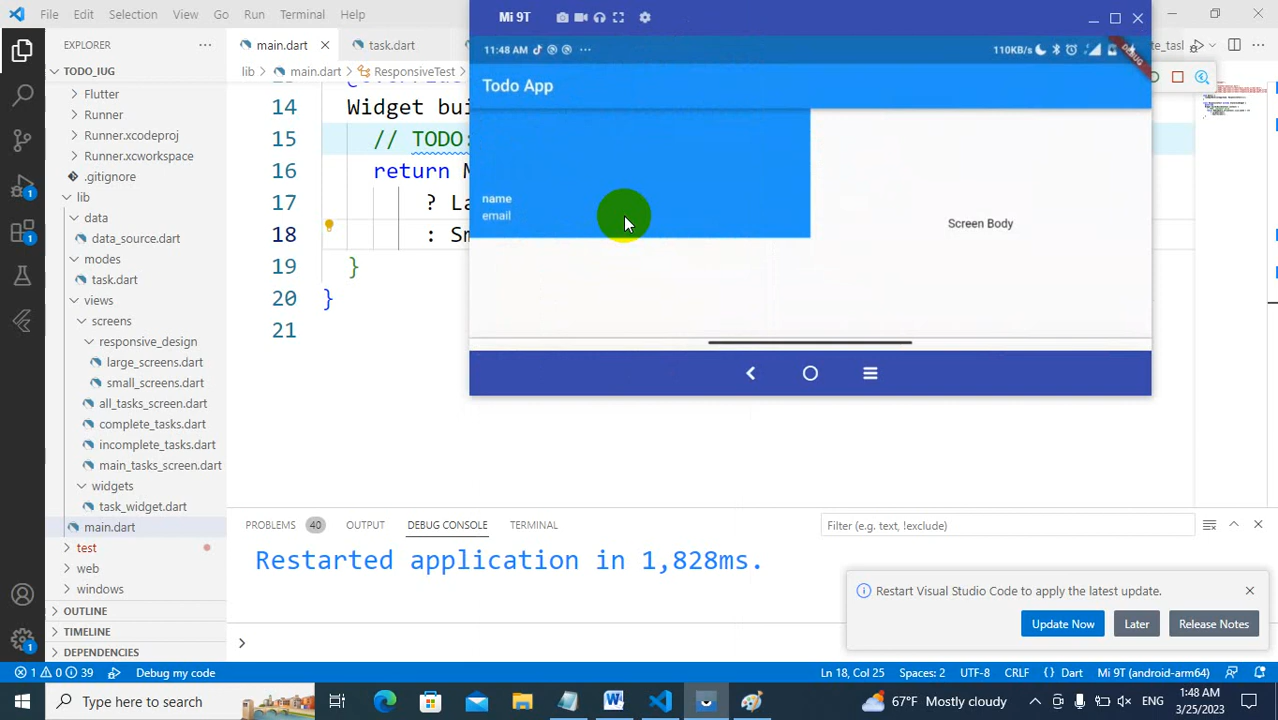 File Edit Selection View Go Run Terminal Help
Mi 9T
EXPLORER
main.dart
task.dart
TODO_IUG
lib
main.dart
ResponsiveTest
Flutter
Runner
Runner.xcodeproj
Runner.xcworkspace
.gitignore
lib
data
data_source.dart
modes
task.dart
views
screens
responsive_design
large_screens.dart
small_screens.dart
all_tasks_screen.dart
complete_tasks.dart
incomplete_tasks.dart
main_tasks_screen.dart
widgets
task_widget.dart
main.dart
test
web
windows
OUTLINE
TIMELINE
DEPENDENCIES
14 Widget bui
15 // TODO:
16 return M
17 ? La
18 : Sm
19 }
20 }
21
11:48 AM
110KB/s
DEBUG
Todo App
name
email
Screen Body
PROBLEMS 40 OUTPUT DEBUG CONSOLE TERMINAL
Filter (e.g. text, !exclude)
Restarted application in 1,828ms.
>
Restart Visual Studio Code to apply the latest update.
Update Now Later Release Notes
1 0 39 Debug my code
Ln 18, Col 25 Spaces: 2 UTF-8 CRLF {} Dart Mi 9T (android-arm64)
Type here to search
67°F Mostly cloudy
ENG
1:48 AM
3/25/2023